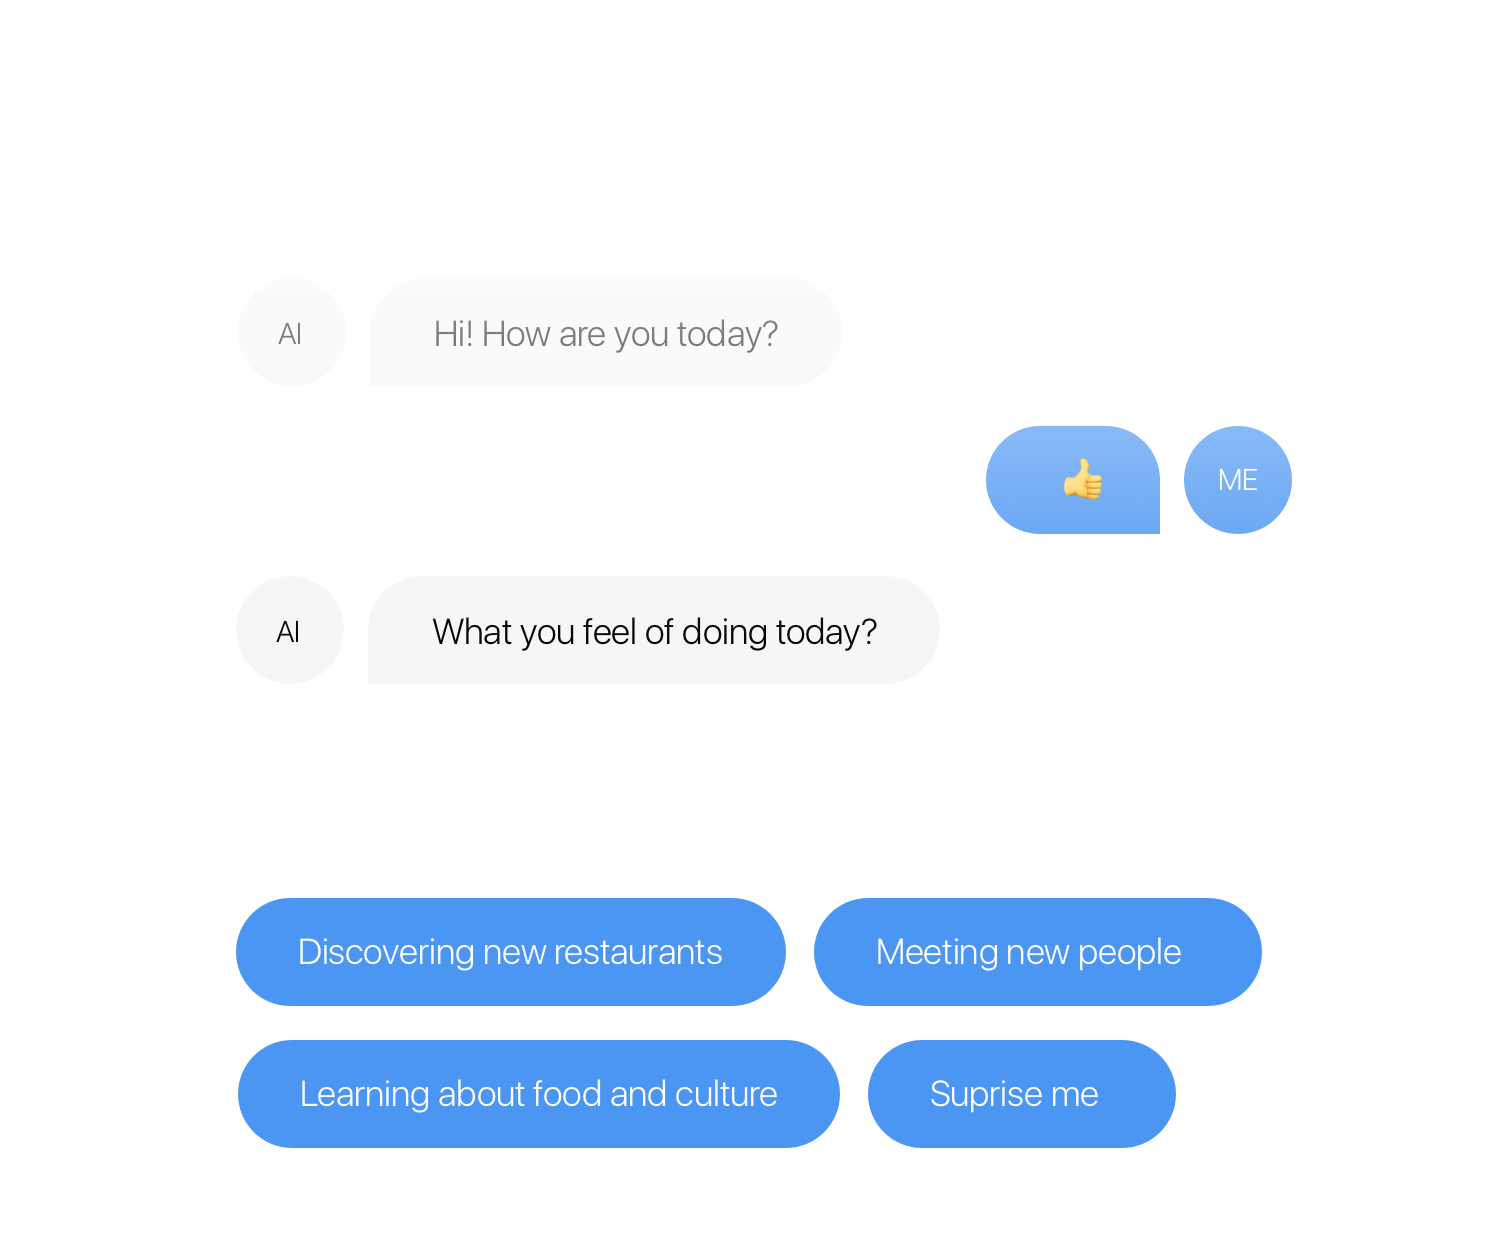 AI
Hi! How are you today?
👍
ME
AI
What you feel of doing today?
Discovering new restaurants
Meeting new people
Learning about food and culture
Suprise me